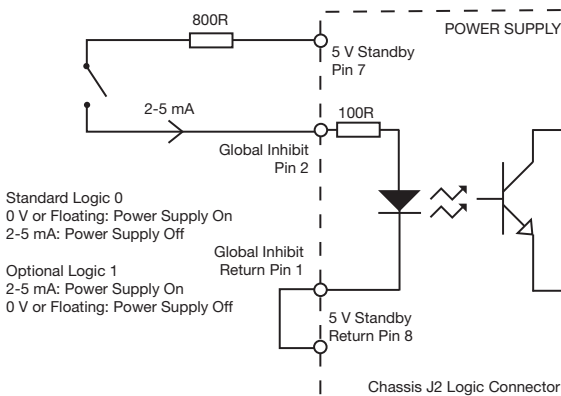 800R
POWER SUPPLY
5 V Standby
Pin 7
2-5 mA
100R
Global Inhibit
Pin 2
Standard Logic 0
0 V or Floating: Power Supply On
2-5 mA: Power Supply Off
Optional Logic 1
2-5 mA: Power Supply On
0 V or Floating: Power Supply Off
Global Inhibit
Return Pin 1
5 V Standby
Return Pin 8
Chassis J2 Logic Connector